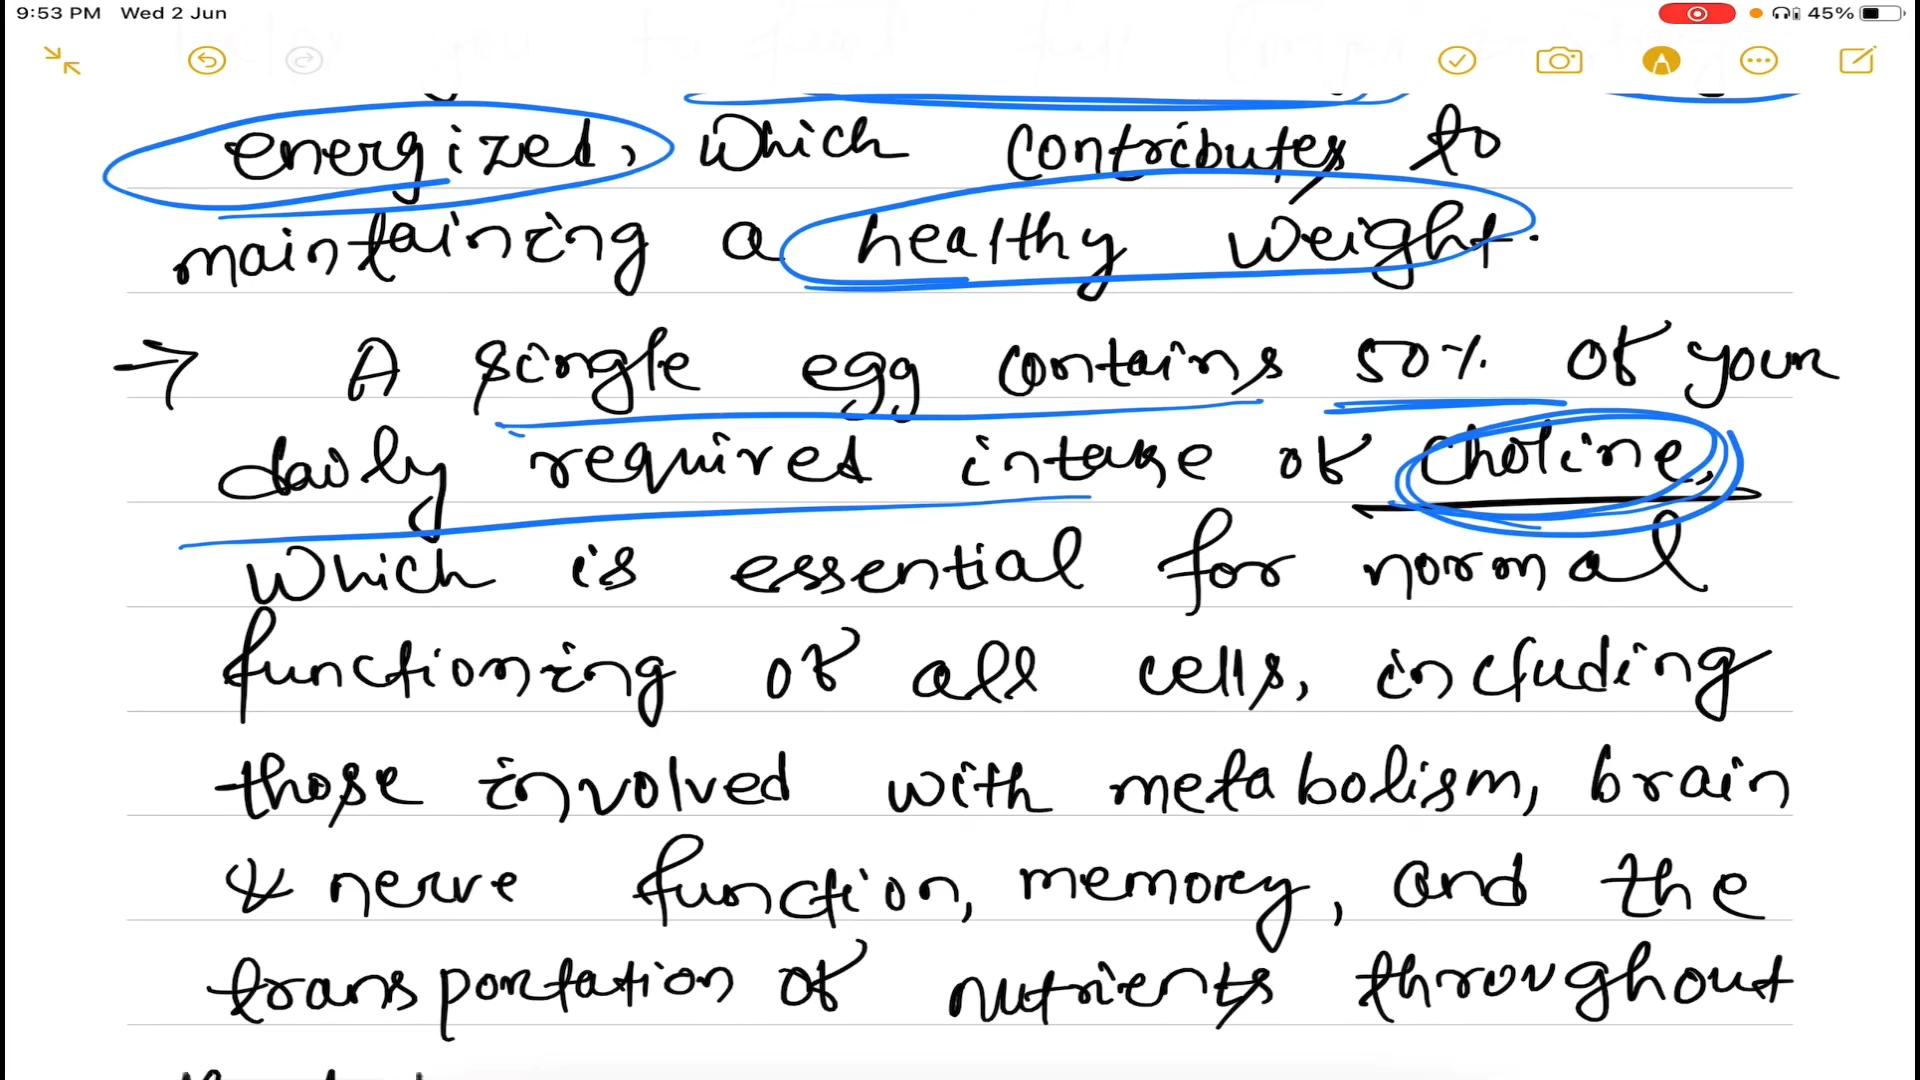 9:53 PM Wed 2 Jun 45%
energized, which contributes to
maintaining a healthy weight.
→ A single egg contains 50% of your
daily required intake of choline,
which is essential for normal
functioning of all cells, including
those involved with metabolism, brain
& nerve function, memory, and the
transportation of nutrients throughout